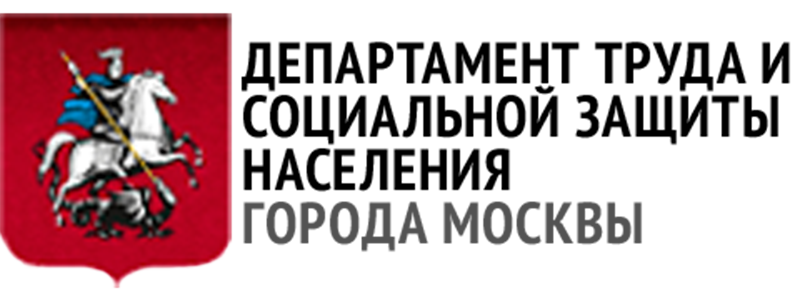 ДЕПАРТАМЕНТ ТРУДА И
СОЦИАЛЬНОЙ ЗАЩИТЫ
НАСЕЛЕНИЯ
ГОРОДА МОСКВЫ